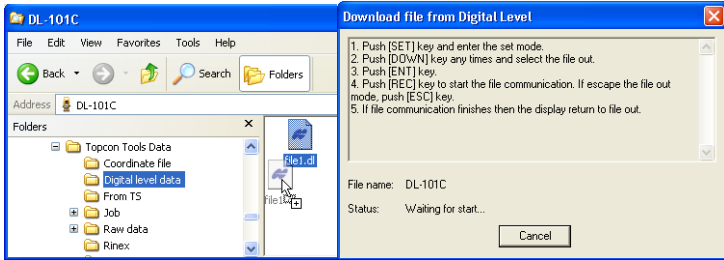 DL-101C
File Edit View Favorites Tools Help
Back Search Folders
Address DL-101C
Folders
Topcon Tools Data
Coordinate file
Digital level data
From TS
Job
Raw data
Rinex
file1.dl
file1
Download file from Digital Level
1. Push [SET] key and enter the set mode.
2. Push [DOWN] key any times and select the file out.
3. Push [ENT] key.
4. Push [REC] key to start the file communication. If escape the file out
mode, push [ESC] key.
5. If file communication finishes then the display return to file out.
File name: DL-101C
Status: Waiting for start...
Cancel